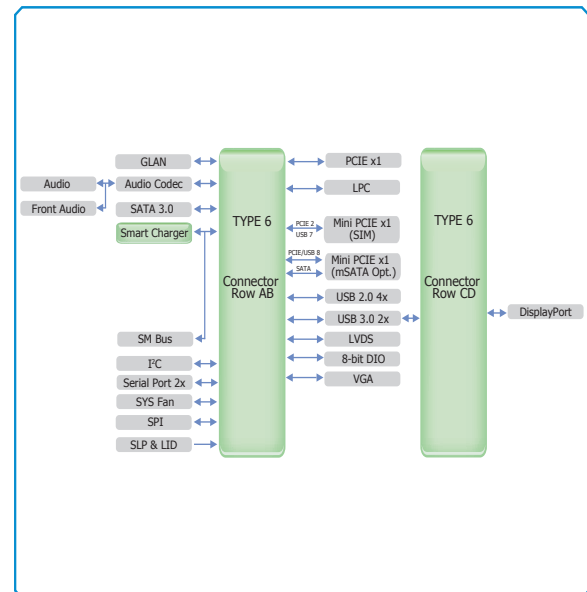 GLAN
Audio
Audio Codec
Front Audio
SATA 3.0
Smart Charger
SM Bus
I²C
Serial Port 2x
SYS Fan
SPI
SLP & LID
TYPE 6
Connector
Row AB
PCIE x1
LPC
PCIE 2
USB 7
Mini PCIE x1
(SIM)
PCIE/USB 8
SATA
Mini PCIE x1
(mSATA Opt.)
USB 2.0 4x
USB 3.0 2x
LVDS
8-bit DIO
VGA
TYPE 6
Connector
Row CD
DisplayPort